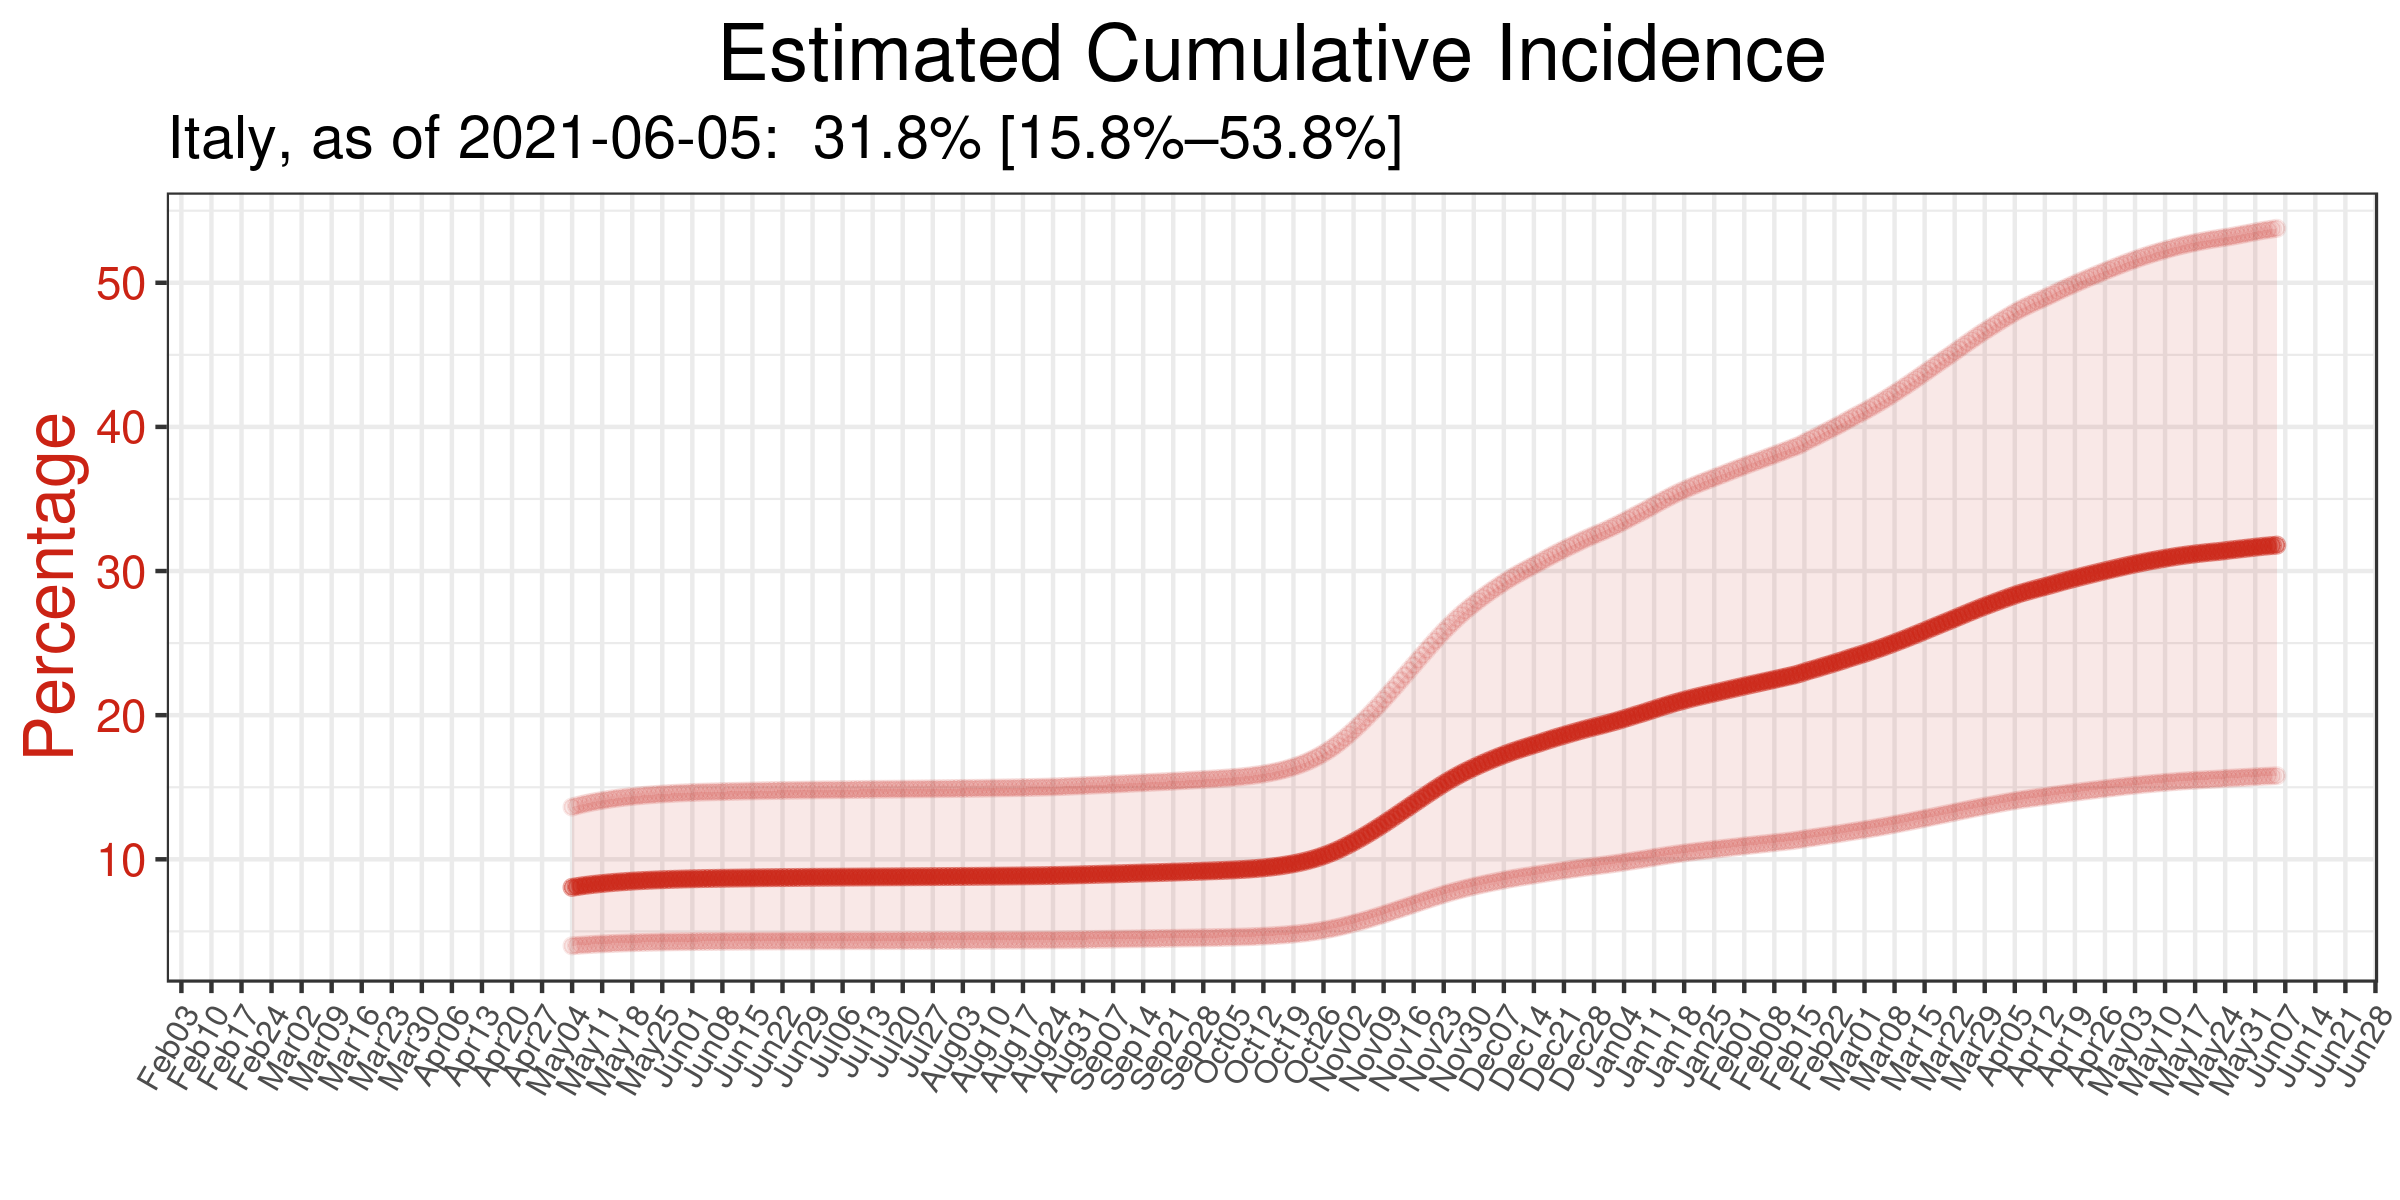 Estimated Cumulative Incidence
Italy, as of 2021-06-05:  31.8% [15.8%–53.8%]
Percentage
50
40
30
20
10
Feb03
Feb10
Feb17
Feb24
Mar02
Mar09
Mar16
Mar23
Mar30
Apr06
Apr13
Apr20
Apr27
May04
May11
May18
May25
Jun01
Jun08
Jun15
Jun22
Jun29
Jul06
Jul13
Jul20
Jul27
Aug03
Aug10
Aug17
Aug24
Aug31
Sep07
Sep14
Sep21
Sep28
Oct05
Oct12
Oct19
Oct26
Nov02
Nov09
Nov16
Nov23
Nov30
Dec07
Dec14
Dec21
Dec28
Jan04
Jan11
Jan18
Jan25
Feb01
Feb08
Feb15
Feb22
Mar01
Mar08
Mar15
Mar22
Mar29
Apr05
Apr12
Apr19
Apr26
May03
May10
May17
May24
May31
Jun07
Jun14
Jun21
Jun28